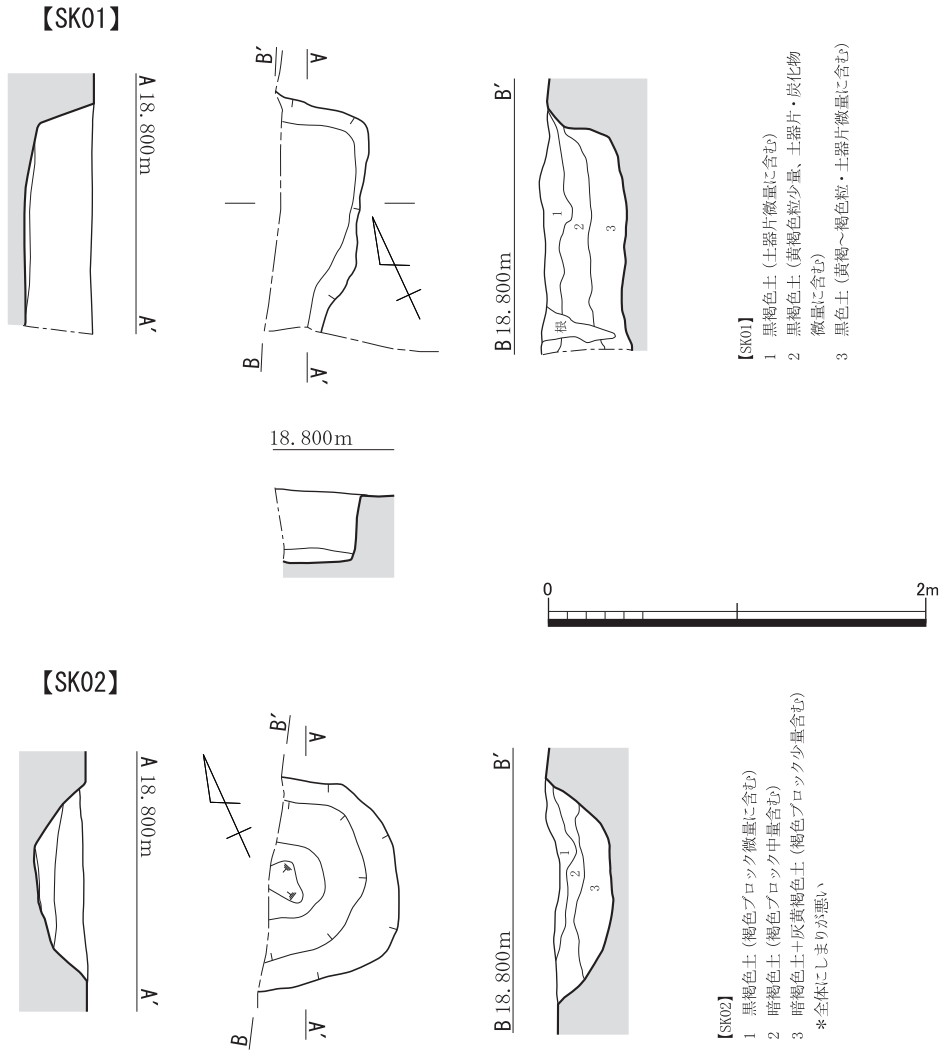 【SK01】
A 18.800m A′
B′ A
B A′
B 18.800m B′
1
2
3
根
【SK01】
1 黒褐色土（土器片微量に含む）
2 黒褐色土（黄褐色粒少量、土器片・炭化物
微量に含む）
3 黒色土（黄褐～褐色粒・土器片微量に含む）
18.800m
0 2m
【SK02】
A 18.800m A′
B′ A
B A′
B 18.800m B′
1
2
3
【SK02】
1 黒褐色土（褐色ブロック微量に含む）
2 暗褐色土（褐色ブロック中量含む）
3 暗褐色土＋灰黄褐色土（褐色ブロック少量含む）
＊全体にしまりが悪い